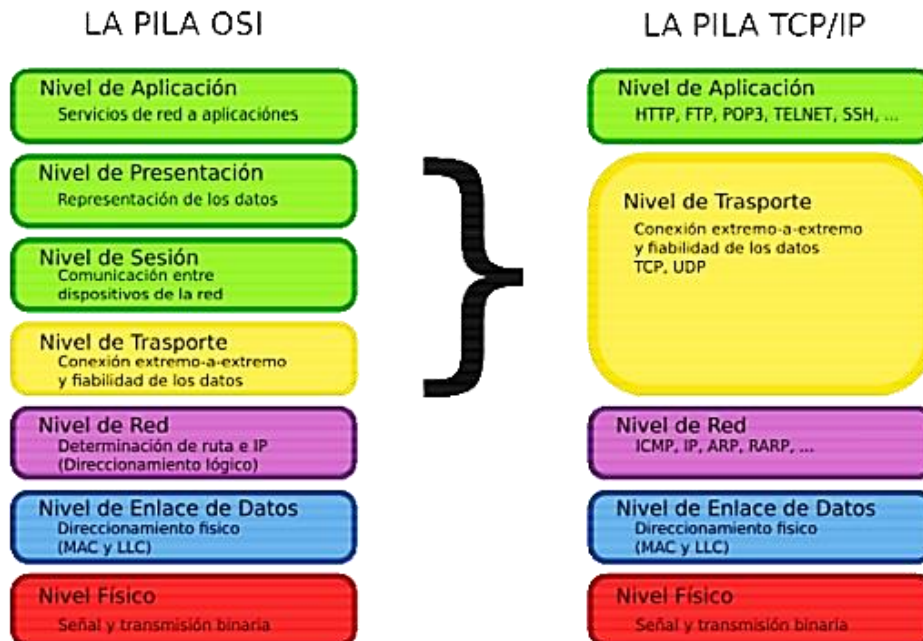 LA PILA OSI
Nivel de Aplicación
Servicios de red a aplicaciónes
Nivel de Presentación
Representación de los datos
Nivel de Sesión
Comunicación entre
dispositivos de la red
Nivel de Trasporte
Conexión extremo-a-extremo
y fiabilidad de los datos
Nivel de Red
Determinación de ruta e IP
(Direccionamiento lógico)
Nivel de Enlace de Datos
Direccionamiento fisico
(MAC y LLC)
Nivel Físico
Señal y transmisión binaria
LA PILA TCP/IP
Nivel de Aplicación
HTTP, FTP, POP3, TELNET, SSH, ...
Nivel de Trasporte
Conexión extremo-a-extremo
y fiabilidad de los datos
TCP, UDP
Nivel de Red
ICMP, IP, ARP, RARP, ...
Nivel de Enlace de Datos
Direccionamiento fisico
(MAC y LLC)
Nivel Físico
Señal y transmisión binaria